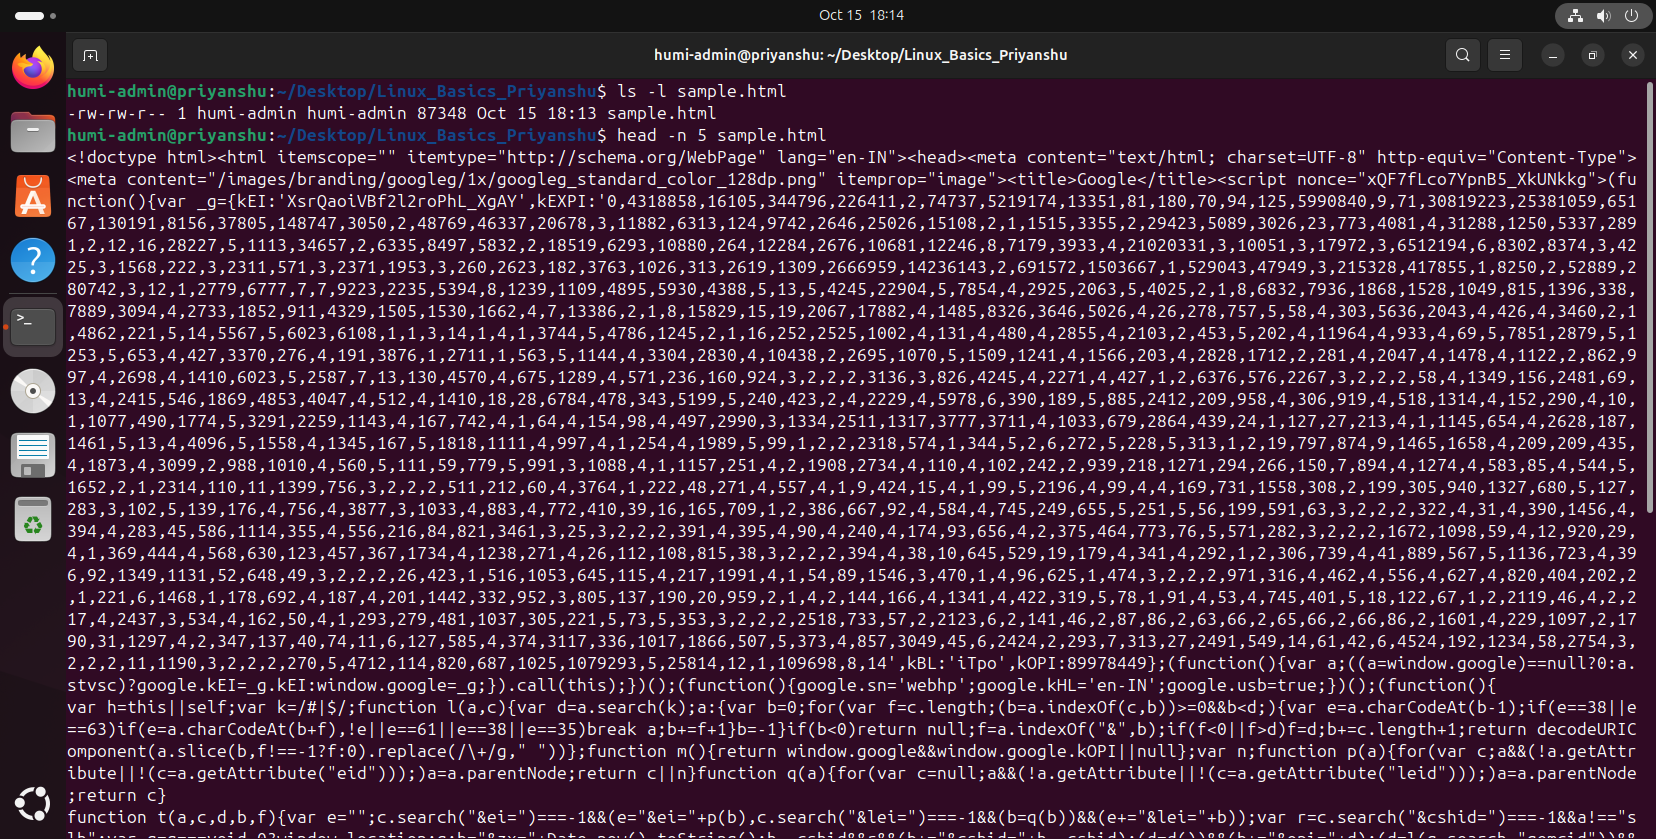 Oct 15 18:14
humi-admin@priyanshu: ~/Desktop/Linux_Basics_Priyanshu
humi-admin@priyanshu:~/Desktop/Linux_Basics_Priyanshu$ ls -l sample.html
-rw-rw-r-- 1 humi-admin humi-admin 87348 Oct 15 18:13 sample.html
humi-admin@priyanshu:~/Desktop/Linux_Basics_Priyanshu$ head -n 5 sample.html
<!doctype html><html itemscope="" itemtype="http://schema.org/WebPage" lang="en-IN"><head><meta content="text/html; charset=UTF-8" http-equiv="Content-Type">
<meta content="/images/branding/googleg/1x/googleg_standard_color_128dp.png" itemprop="image"><title>Google</title><script nonce="xQF7fLco7YpnB5_XkUNkkg">(fu
nction(){var _g={kEI:'XsrQaoiVBf2l2roPhL_XgAY',kEXPI:'0,4318858,16105,344796,226411,2,74737,5219174,13351,81,180,70,94,125,5990840,9,71,30819223,25381059,651
67,130191,8156,37805,148747,3050,2,48769,46337,20678,3,11882,6313,124,9742,2646,25026,15108,2,1,1515,3355,2,29423,5089,3026,23,773,4081,4,31288,1250,5337,289
1,2,12,16,28227,5,1113,34657,2,6335,8497,5832,2,18519,6293,10880,264,12284,2676,10681,12246,8,7179,3933,4,21020331,3,10051,3,17972,3,6512194,6,8302,8374,3,42
25,3,1568,222,3,2311,571,3,2371,1953,3,260,2623,182,3763,1026,313,2619,1309,2666959,14236143,2,691572,1503667,1,529043,47949,3,215328,417855,1,8250,2,52889,2
80742,3,12,1,2779,6777,7,7,9223,2235,5394,8,1239,1109,4895,5930,4388,5,13,5,4245,22904,5,7854,4,2925,2063,5,4025,2,1,8,6832,7936,1868,1528,1049,815,1396,338,
7889,3094,4,2733,1852,911,4329,1505,1530,1662,4,7,13386,2,1,8,15829,15,19,2067,17882,4,1485,8326,3646,5026,4,26,278,757,5,58,4,303,5636,2043,4,426,4,3460,2,1
,4862,221,5,14,5567,5,6023,6108,1,1,3,14,1,4,1,3744,5,4786,1245,2,1,16,252,2525,1002,4,131,4,480,4,2855,4,2103,2,453,5,202,4,11964,4,933,4,69,5,7851,2879,5,1
253,5,653,4,427,3370,276,4,191,3876,1,2711,1,563,5,1144,4,3304,2830,4,10438,2,2695,1070,5,1509,1241,4,1566,203,4,2828,1712,2,281,4,2047,4,1478,4,1122,2,862,9
97,4,2698,4,1410,6023,5,2587,7,13,130,4570,4,675,1289,4,571,236,160,924,3,2,2,2,3136,3,826,4245,4,2271,4,427,1,2,6376,576,2267,3,2,2,2,58,4,1349,156,2481,69,
13,4,2415,546,1869,4853,4047,4,512,4,1410,18,28,6784,478,343,5199,5,240,423,2,4,2229,4,5978,6,390,189,5,885,2412,209,958,4,306,919,4,518,1314,4,152,290,4,10
,1,1077,490,1774,5,3291,2259,1143,4,167,742,4,1,64,4,154,98,4,497,2990,3,1334,2511,1317,3777,3711,4,1033,679,2864,439,24,1,127,27,213,4,1,1145,654,4,2628,187,
1461,5,13,4,4096,5,1558,4,1345,167,5,1818,1111,4,997,4,1,254,4,1989,5,99,1,2,2,2318,574,1,344,5,2,6,272,5,228,5,313,1,2,19,797,874,9,1465,1658,4,209,209,435
,4,1873,4,3099,2,988,1010,4,560,5,111,59,779,5,991,3,1088,4,1,1157,251,4,2,1908,2734,4,110,4,102,242,2,939,218,1271,294,266,150,7,894,4,1274,4,583,85,4,544,5,
1652,2,1,2314,110,11,1399,756,3,2,2,2,511,212,60,4,3764,1,222,48,271,4,557,4,1,9,424,15,4,1,99,5,2196,4,99,4,4,169,731,1558,308,2,199,305,940,1327,680,5,127,
283,3,102,5,139,176,4,756,4,3877,3,1033,4,883,4,772,410,39,16,165,709,1,2,386,667,92,4,584,4,745,249,655,5,251,5,56,199,591,63,3,2,2,2,322,4,31,4,390,1456,4,
394,4,283,45,586,1114,355,4,556,216,84,821,3461,3,25,3,2,2,2,391,4,395,4,90,4,240,4,174,93,656,4,2,375,464,773,76,5,571,282,3,2,2,2,1672,1098,59,4,12,920,29,
4,1,369,444,4,568,630,123,457,367,1734,4,1238,271,4,26,112,108,815,38,3,2,2,2,394,4,38,10,645,529,19,179,4,341,4,292,1,2,306,739,4,41,889,567,5,1136,723,4,39
6,92,1349,1131,52,648,49,3,2,2,2,26,423,1,516,1053,645,115,4,217,1991,4,1,54,89,1546,3,470,1,4,96,625,1,474,3,2,2,2,971,316,4,462,4,556,4,627,4,820,404,202,2
,1,221,6,1468,1,178,692,4,187,4,201,1442,332,952,3,805,137,190,20,959,2,1,4,2,144,166,4,1341,4,422,319,5,78,1,91,4,53,4,745,401,5,18,122,67,1,2,2119,46,4,2,2
17,4,2437,3,534,4,162,50,4,1,293,279,481,1037,305,221,5,73,5,353,3,2,2,2,2518,733,57,2,2123,6,2,141,46,2,87,86,2,63,66,2,65,66,2,66,86,2,1601,4,229,1097,2,17
90,31,1297,4,2,347,137,40,74,11,6,127,585,4,374,3117,336,1017,1866,507,5,373,4,857,3049,45,6,2424,2,293,7,313,27,2491,549,14,61,42,6,4524,192,1234,58,2754,3,
2,2,2,11,1190,3,2,2,2,270,5,4712,114,820,687,1025,1079293,5,25814,12,1,109698,8,14',kBL:'iTpo',kOPI:89978449};(function(){var a;((a=window.google)==null?0:a.
stvsc)?google.kEI=_g.kEI:window.google=_g;}).call(this);})();(function(){google.sn='webhp';google.kHL='en-IN';google.usb=true;})();(function(){
var h=this||self;var k=/#|$/;function l(a,c){var d=a.search(k);a:{var b=0;for(var f=c.length;(b=a.indexOf(c,b))>=0&&b<d;){var e=a.charCodeAt(b-1);if(e==38||e
==63)if(e=a.charCodeAt(b+f),!e||e==61||e==38||e==35)break a;b+=f+1}b=-1}if(b<0)return null;f=a.indexOf("&",b);if(f<0||f>d)f=d;b+=c.length+1;return decodeURIC
omponent(a.slice(b,f!==-1?f:0).replace(/\+/g," "))};function m(){return window.google&&window.google.kOPI||null};var n;function p(a){for(var c;a&&(!a.getAttr
ibute||!(c=a.getAttribute("eid")));)a=a.parentNode;return c||n}function q(a){for(var c=null;a&&(!a.getAttribute||!(c=a.getAttribute("leid")));)a=a.parentNode
;return c}
function t(a,c,d,b,f){var e="";c.search("&ei=")===-1&&(e="&ei="+p(b),c.search("&lei=")===-1&&(b=q(b))&&(e+="&lei="+b));var r=c.search("&cshid=")===-1&&a!=="s